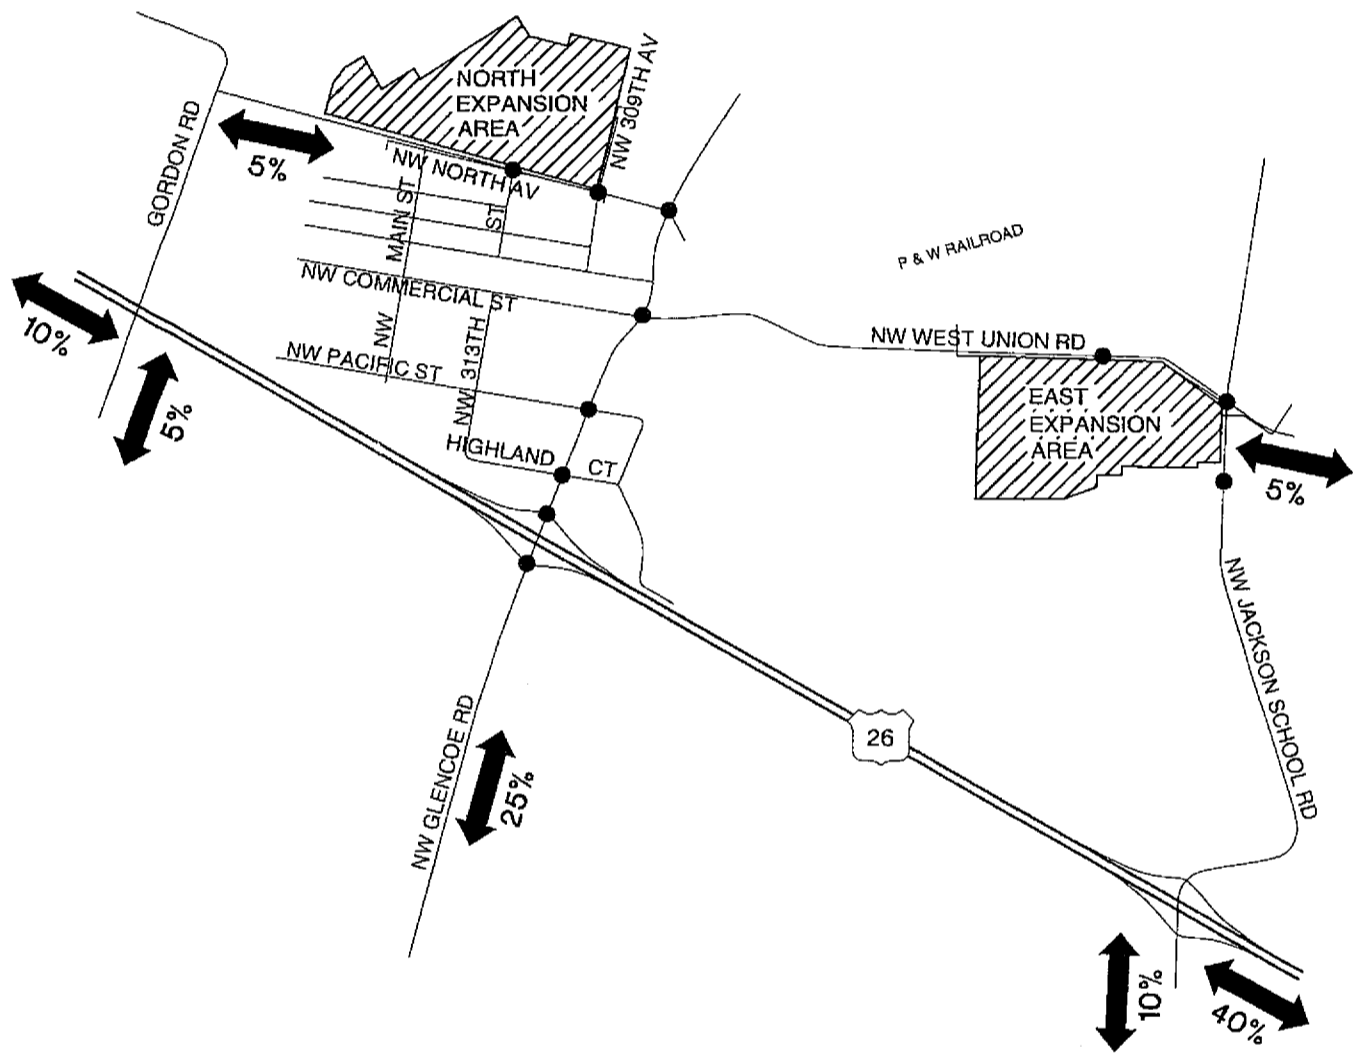 NORTH
EXPANSION
AREA
NW 309TH AV
GORDON RD
5%
NW NORTH AV
NW MAIN ST
ST
P & W RAILROAD
NW COMMERCIAL ST
10%
NW 313TH
NW WEST UNION RD
NW PACIFIC ST
5%
EAST
EXPANSION
AREA
HIGHLAND CT
5%
NW JACKSON SCHOOL RD
26
NW GLENCOE RD
25%
10%
40%